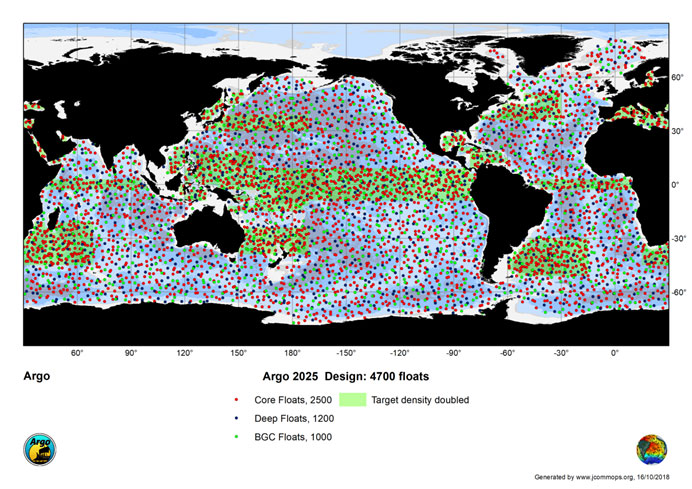 60°
0°
-30°
-60°
60° 90° 120° 150° 180° -150° -120° -90° -60° -30° 0°
Argo
Argo 2025 Design: 4700 floats
Core Floats, 2500
Target density doubled
Deep Floats, 1200
BGC Floats, 1000
Argo
Generated by www.jcommops.org, 16/10/2018